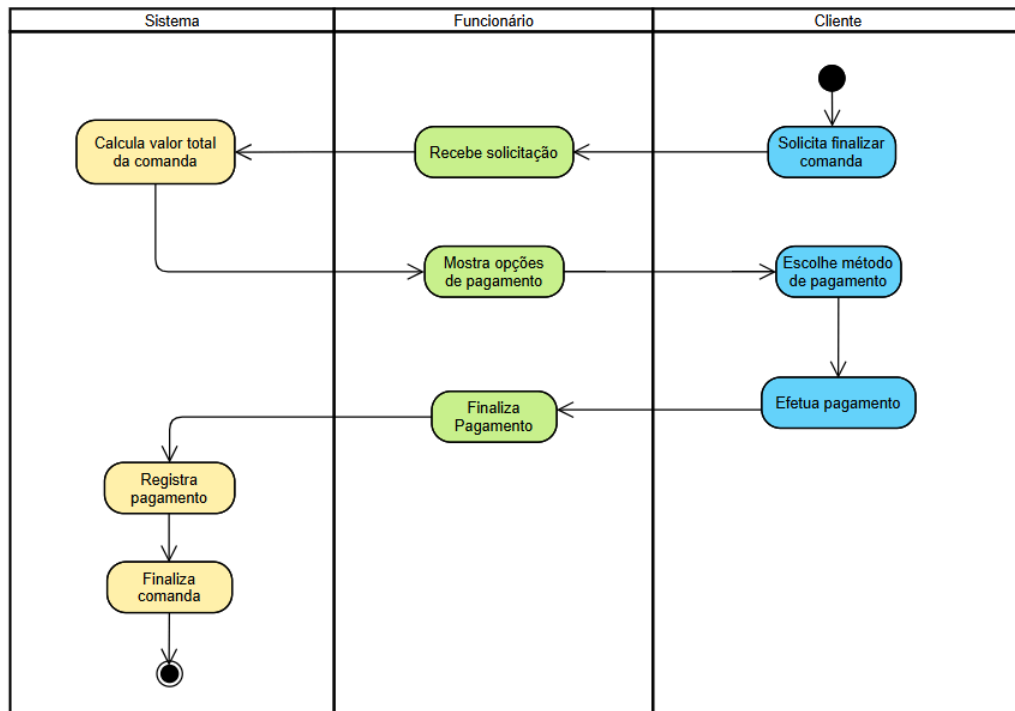 Sistema
Funcionário
Cliente
Calcula valor total
da comanda
Recebe solicitação
Solicita finalizar
comanda
Mostra opções
de pagamento
Escolhe método
de pagamento
Finaliza
Pagamento
Efetua pagamento
Registra
pagamento
Finaliza
comanda